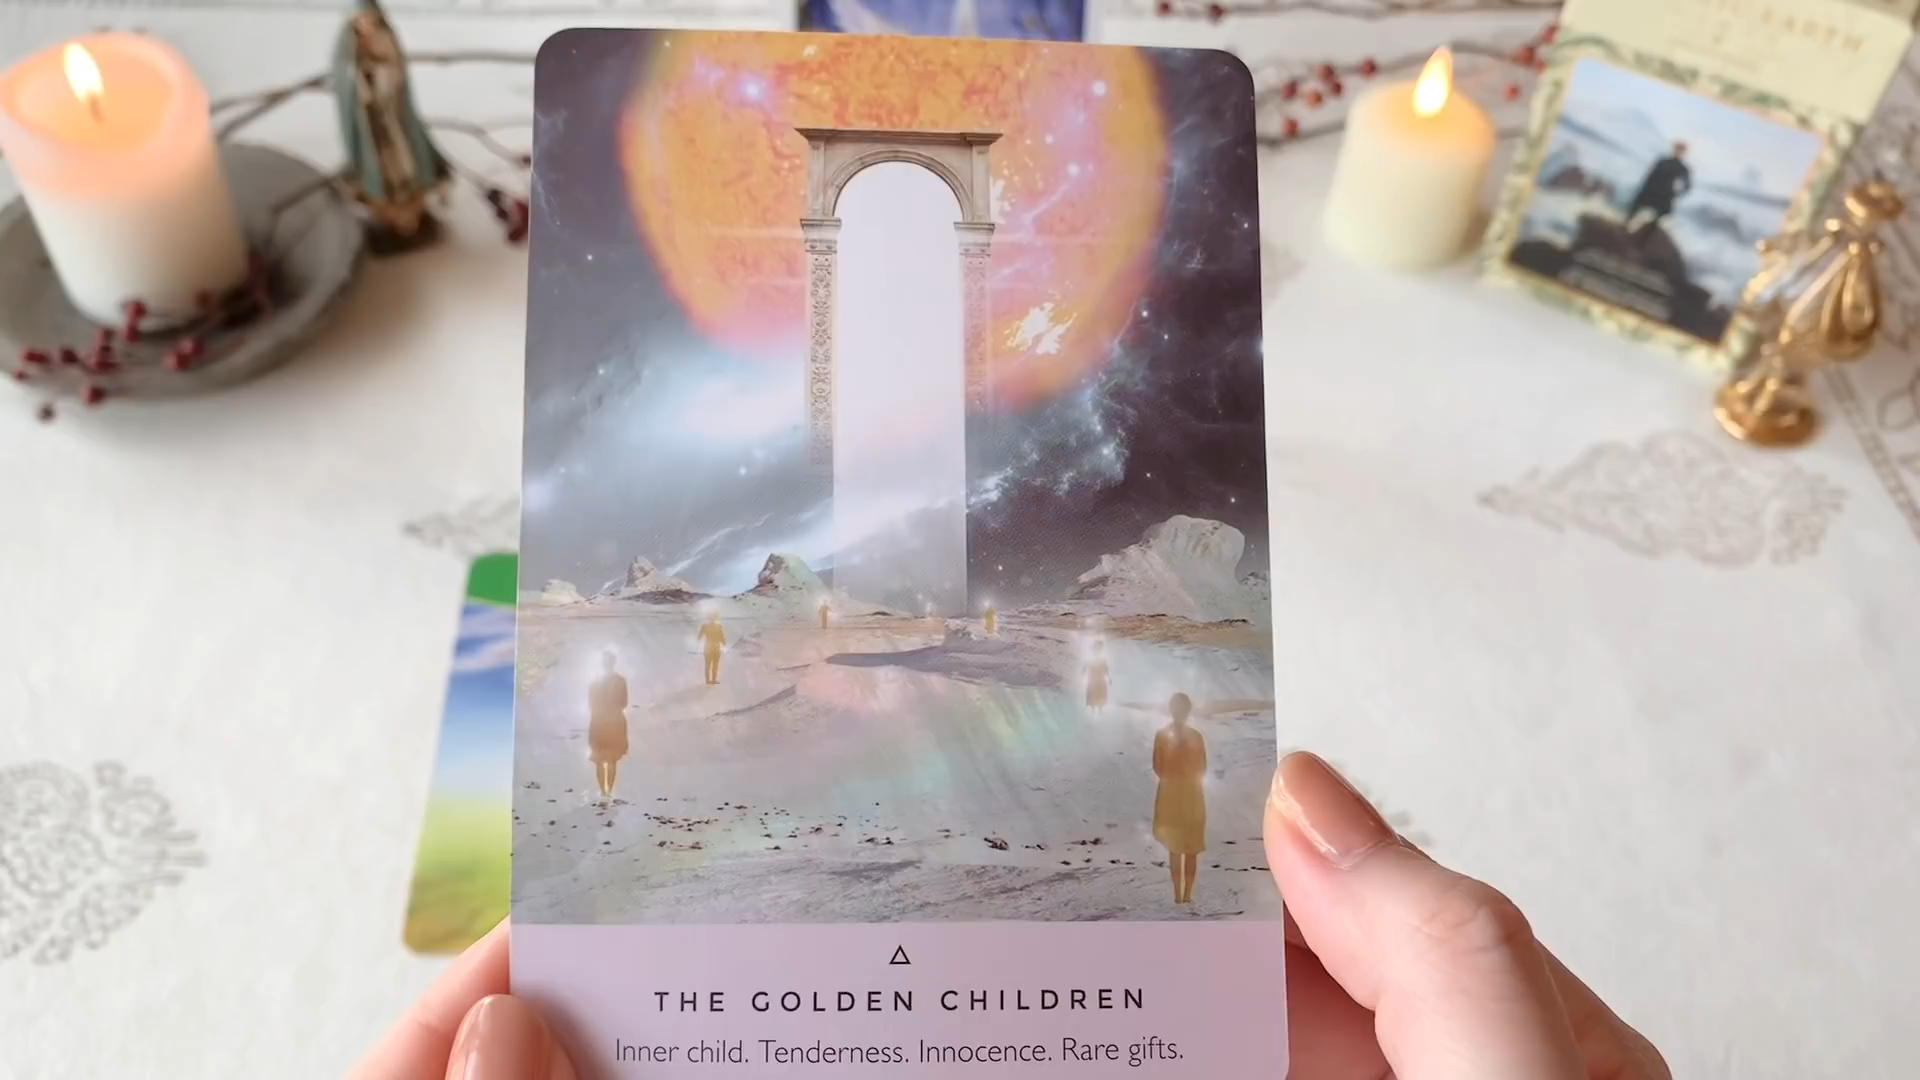 THE GOLDEN CHILDREN
Inner child. Tenderness. Innocence. Rare gifts.